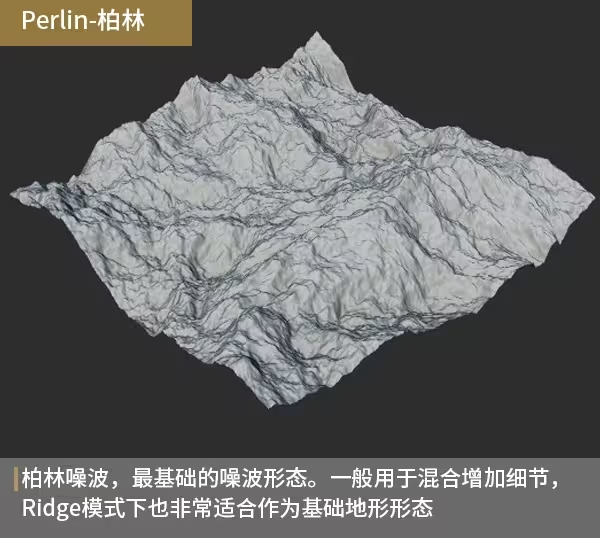 Perlin-柏林
柏林噪波，最基础的噪波形态。一般用于混合增加细节，
Ridge模式下也非常适合作为基础地形形态